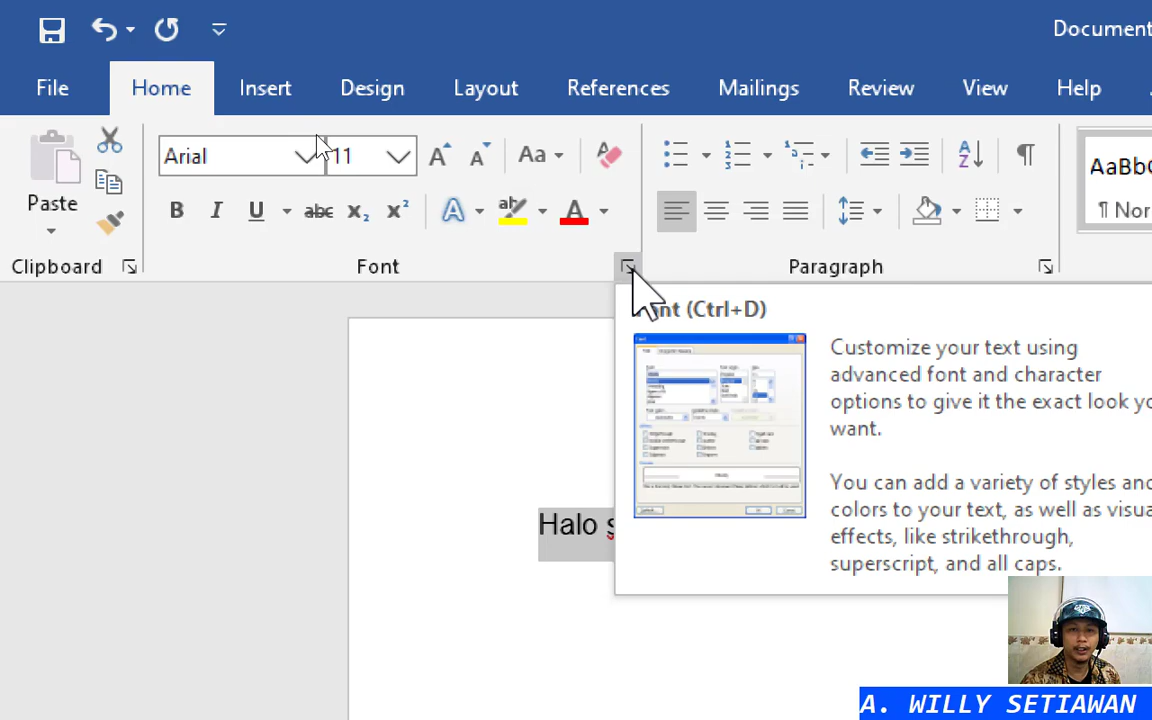 Document
File Home Insert Design Layout References Mailings Review View Help
Arial 11 Aa
Paste B I U abc X₂ X² A A
AaBbC
¶ Nor
Clipboard Font Paragraph
Font (Ctrl+D)
Customize your text using
advanced font and character
options to give it the exact look yo
want.
You can add a variety of styles and
colors to your text, as well as visua
effects, like strikethrough,
superscript, and all caps.
Halo s
A. WILLY SETIAWAN